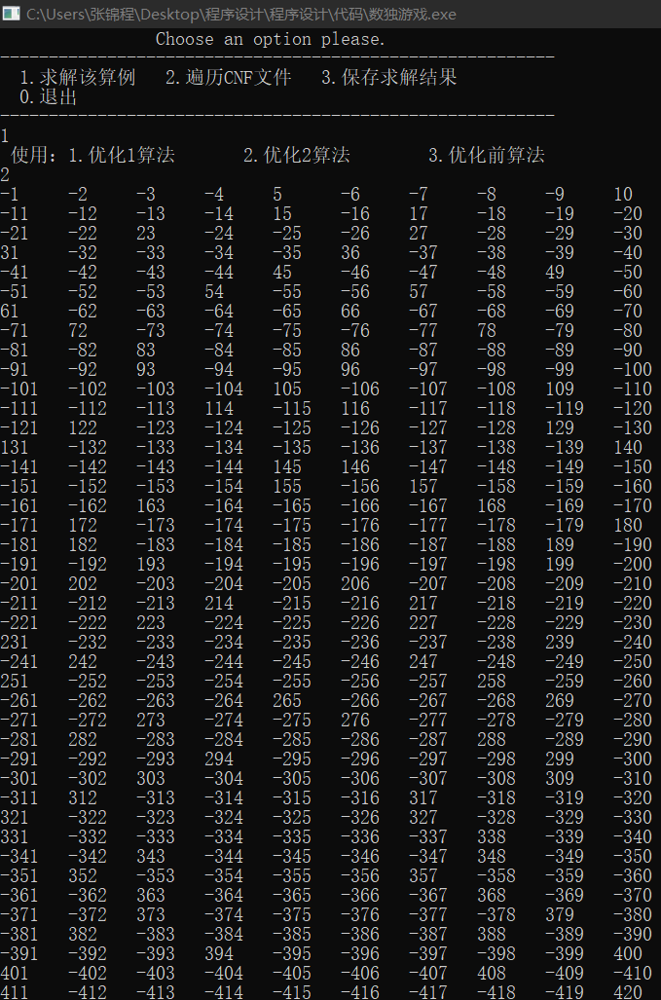 C:\Users\张锦程\Desktop\程序设计\程序设计\代码\数独游戏.exe
Choose an option please.
---------------------------------------------------------
1.求解该算例 2.遍历CNF文件 3.保存求解结果
0.退出
---------------------------------------------------------
1
使用：1.优化1算法 2.优化2算法 3.优化前算法
2
-1 -2 -3 -4 5 -6 -7 -8 -9 10
-11 -12 -13 -14 15 -16 17 -18 -19 -20
-21 -22 23 -24 -25 -26 27 -28 -29 -30
31 -32 -33 -34 -35 36 -37 -38 -39 -40
-41 -42 -43 -44 45 -46 -47 -48 49 -50
-51 -52 -53 54 -55 -56 57 -58 -59 -60
61 -62 -63 -64 -65 66 -67 -68 -69 -70
-71 72 -73 -74 -75 -76 -77 78 -79 -80
-81 -82 83 -84 -85 86 -87 -88 -89 -90
-91 -92 93 -94 -95 96 -97 -98 -99 -100
-101 -102 -103 -104 105 -106 -107 -108 109 -110
-111 -112 -113 114 -115 116 -117 -118 -119 -120
-121 122 -123 -124 -125 -126 -127 -128 129 -130
131 -132 -133 -134 -135 -136 -137 -138 -139 140
-141 -142 -143 -144 145 146 -147 -148 -149 -150
-151 -152 -153 -154 155 -156 157 -158 -159 -160
-161 -162 163 -164 -165 -166 -167 168 -169 -170
-171 172 -173 -174 -175 -176 -177 -178 -179 180
-181 182 -183 -184 -185 -186 -187 -188 189 -190
-191 -192 193 -194 -195 -196 -197 -198 199 -200
-201 202 -203 -204 -205 206 -207 -208 -209 -210
-211 -212 -213 214 -215 -216 217 -218 -219 -220
-221 -222 223 -224 -225 -226 227 -228 -229 -230
231 -232 -233 -234 -235 -236 -237 -238 239 -240
-241 242 -243 -244 -245 -246 247 -248 -249 -250
251 -252 -253 -254 -255 -256 -257 258 -259 -260
-261 -262 -263 -264 265 -266 -267 -268 269 -270
-271 -272 273 -274 -275 276 -277 -278 -279 -280
-281 282 -283 -284 -285 -286 -287 288 -289 -290
-291 -292 -293 294 -295 -296 -297 -298 299 -300
-301 -302 303 -304 -305 -306 -307 -308 309 -310
-311 312 -313 -314 -315 -316 317 -318 -319 -320
321 -322 -323 -324 -325 -326 327 -328 -329 -330
331 -332 -333 -334 -335 -336 -337 338 -339 -340
-341 -342 343 -344 -345 -346 -347 348 -349 -350
-351 352 -353 -354 -355 -356 357 -358 -359 -360
-361 -362 363 -364 -365 -366 -367 368 -369 -370
-371 -372 373 -374 -375 -376 -377 -378 379 -380
-381 382 -383 -384 -385 -386 -387 388 -389 -390
-391 -392 -393 394 -395 -396 -397 -398 -399 400
401 -402 -403 -404 -405 -406 -407 408 -409 -410
411 -412 -413 -414 -415 -416 -417 -418 -419 420